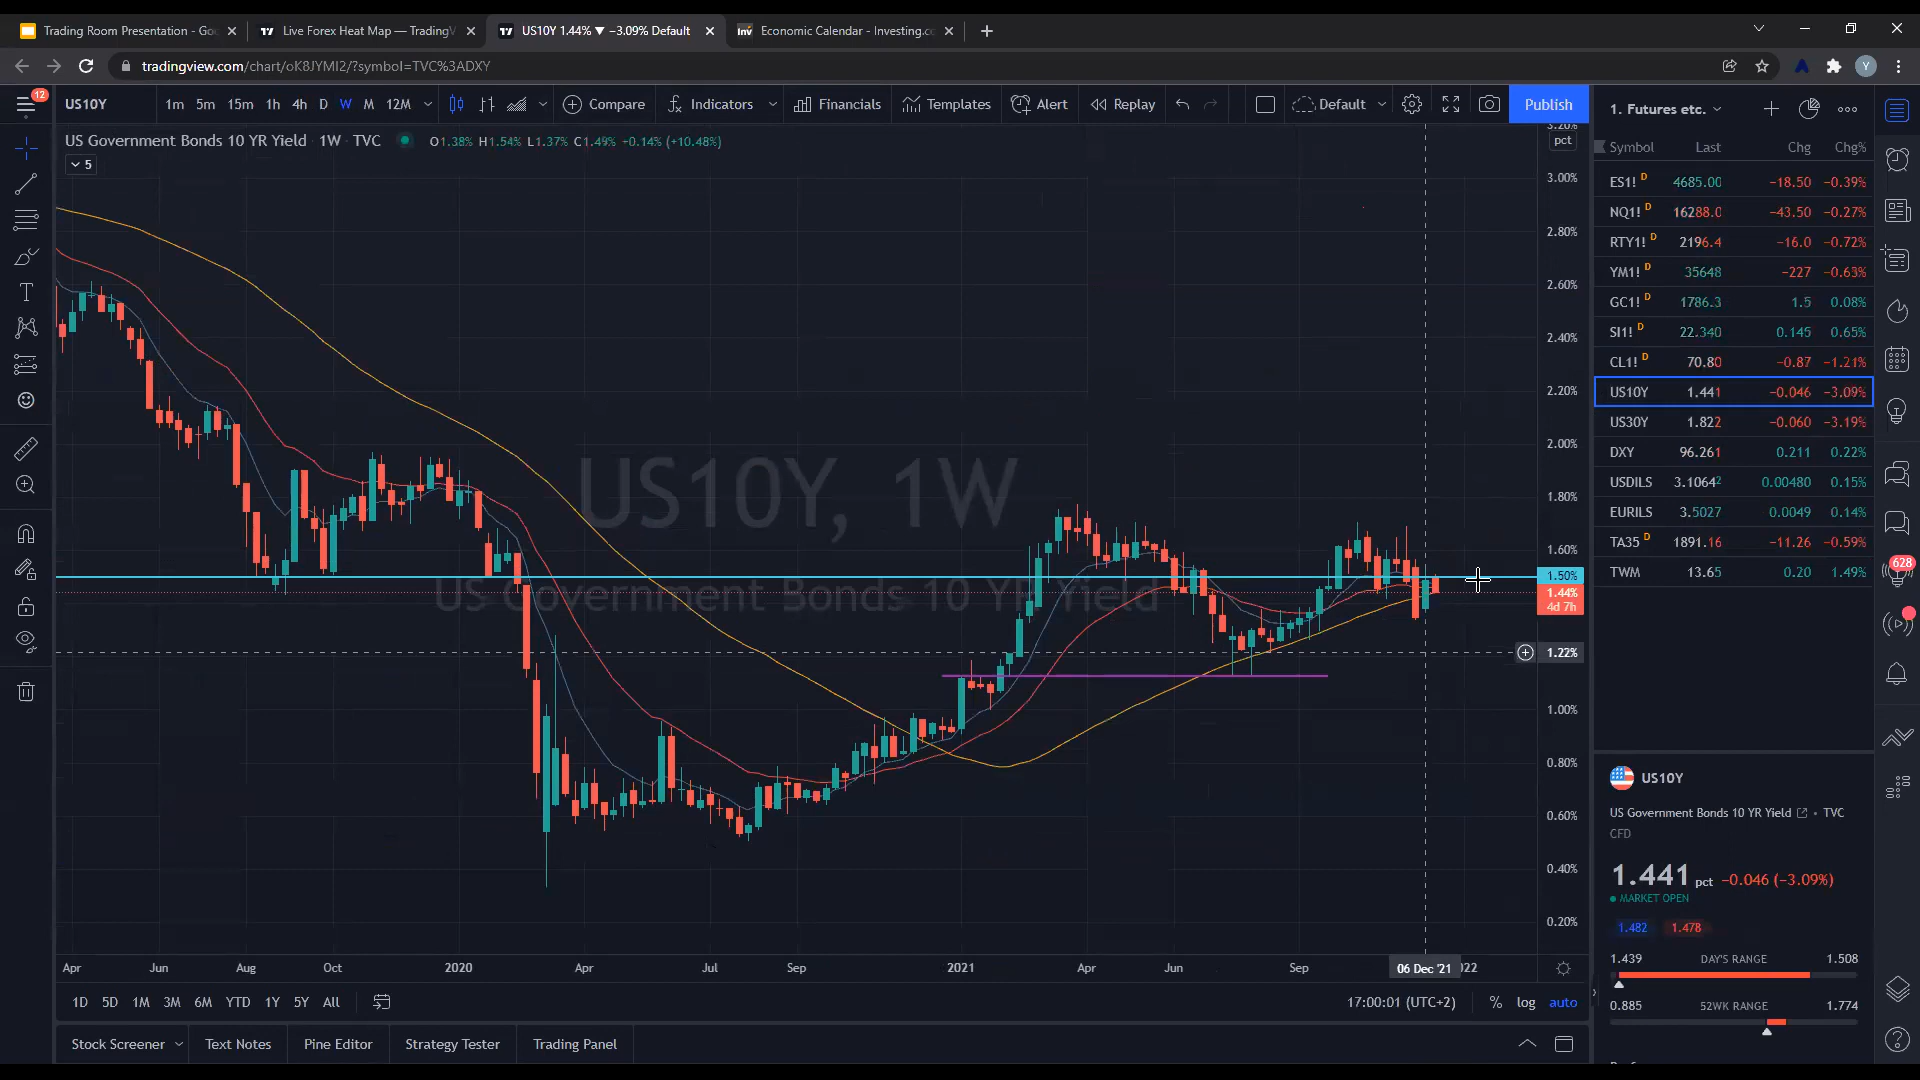 Trading Room Presentation - Goo
Live Forex Heat Map — TradingV
US10Y 1.44% ▼ −3.09% Default
Economic Calendar - Investing.co
tradingview.com/chart/oK8JYMI2/?symbol=TVC%3ADXY
Y
12
US10Y 1m 5m 15m 1h 4h D W M 12M Compare Indicators Financials Templates Alert Replay Default Publish
1. Futures etc.
US Government Bonds 10 YR Yield 1W TVC O1.38% H1.54% L1.37% C1.49% +0.14% (+10.48%)
5
Symbol Last Chg Chg%
ES1! D 4685.00 −18.50 −0.39%
NQ1! D 16288.0 −43.50 −0.27%
RTY1! D 2196.4 −16.0 −0.72%
YM1! D 35648 −227 −0.63%
GC1! D 1786.3 1.5 0.08%
SI1! D 22.340 0.145 0.65%
CL1! D 70.80 −0.87 −1.21%
US10Y 1.441 −0.046 −3.09%
US30Y 1.822 −0.060 −3.19%
DXY 96.261 0.211 0.22%
USDILS 3.1064² 0.00480 0.15%
EURILS 3.5027 0.0049 0.14%
TA35 D 1891.16 −11.26 −0.59%
TWM 13.65 0.20 1.49%
628
US10Y, 1W
US Government Bonds 10 YR Yield
3.20%
pct
3.00%
2.80%
2.60%
2.40%
2.20%
2.00%
1.80%
1.60%
1.50%
1.44%
4d 7h
1.22%
1.00%
0.80%
0.60%
0.40%
0.20%
Apr Jun Aug Oct 2020 Apr Jul Sep 2021 Apr Jun Sep 06 Dec '21 2022
1D 5D 1M 3M 6M YTD 1Y 5Y All
17:00:01 (UTC+2) % log auto
Stock Screener Text Notes Pine Editor Strategy Tester Trading Panel
US10Y
US Government Bonds 10 YR Yield • TVC
CFD
1.441 pct −0.046 (−3.09%)
MARKET OPEN
1.482 1.478
1.439 DAY'S RANGE 1.508
0.885 52WK RANGE 1.774